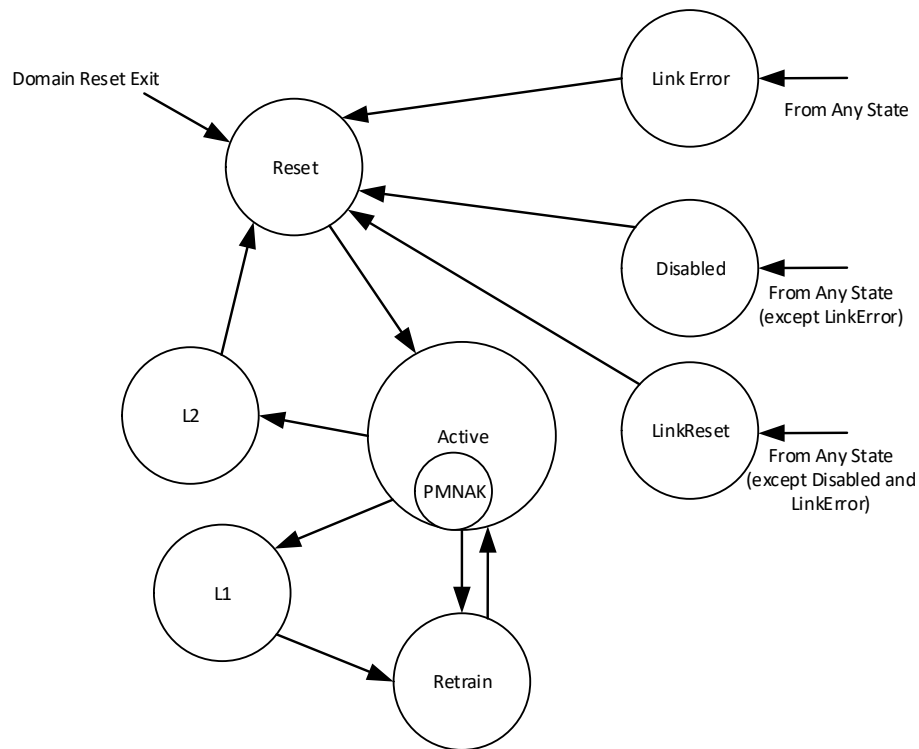 Link Error
Domain Reset Exit
From Any State
Reset
Disabled
From Any State
(except LinkError)
L2
Active
LinkReset
From Any State
(except Disabled and
LinkError)
PMNAK
L1
Retrain